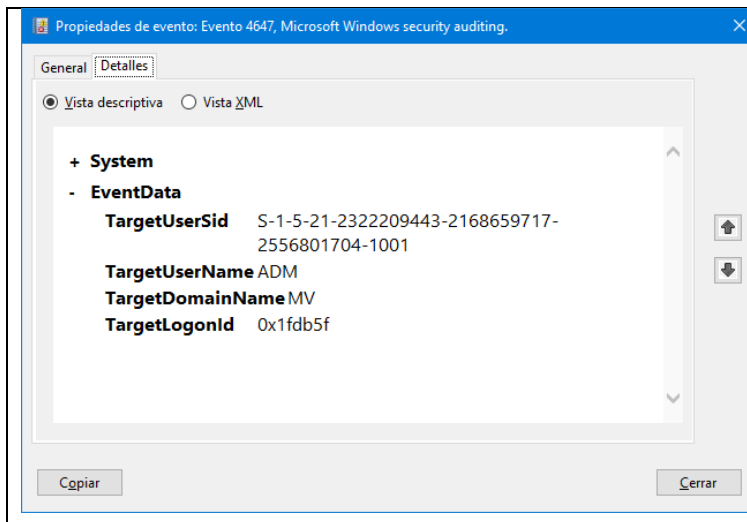 Propiedades de evento: Evento 4647, Microsoft Windows security auditing.
General Detalles
Vista descriptiva Vista XML
+ System
- EventData
TargetUserSid S-1-5-21-2322209443-2168659717-
2556801704-1001
TargetUserName ADM
TargetDomainName MV
TargetLogonId 0x1fdb5f
Copiar Cerrar